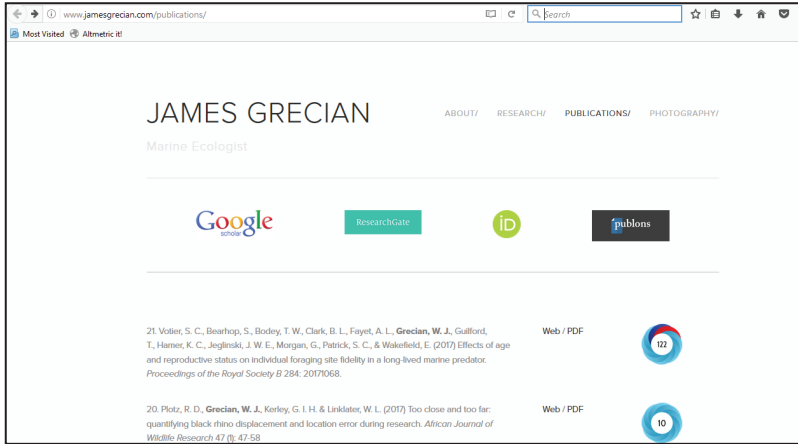 www.jamesgrecian.com/publications/
Search
Most Visited Altmetric it!
JAMES GRECIAN
ABOUT/ RESEARCH/ PUBLICATIONS/ PHOTOGRAPHY/
Marine Ecologist
Google
scholar
ResearchGate
iD
publons
21. Votier, S. C., Bearhop, S., Bodey, T. W., Clark, B. L., Fayet, A. L., Grecian, W. J., Guilford,
T., Hamer, K. C., Jeglinski, J. W. E., Morgan, G., Patrick, S. C., & Wakefield, E. (2017) Effects of age
and reproductive status on individual foraging site fidelity in a long-lived marine predator.
Proceedings of the Royal Society B 284: 20171068.
Web / PDF
122
20. Plotz, R. D., Grecian, W. J., Kerley, G. I. H. & Linklater, W. L. (2017) Too close and too far:
quantifying black rhino displacement and location error during research. African Journal of
Wildlife Research 47 (1): 47-58
Web / PDF
10